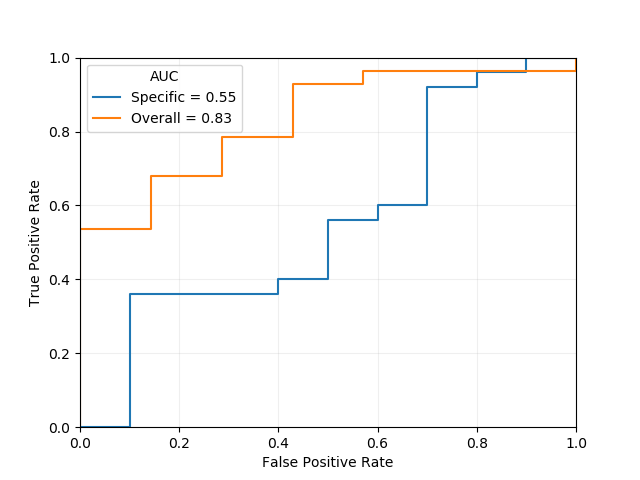 AUC
Specific = 0.55
Overall = 0.83
1.0
0.8
0.6
0.4
0.2
0.0
True Positive Rate
0.0 0.2 0.4 0.6 0.8 1.0
False Positive Rate